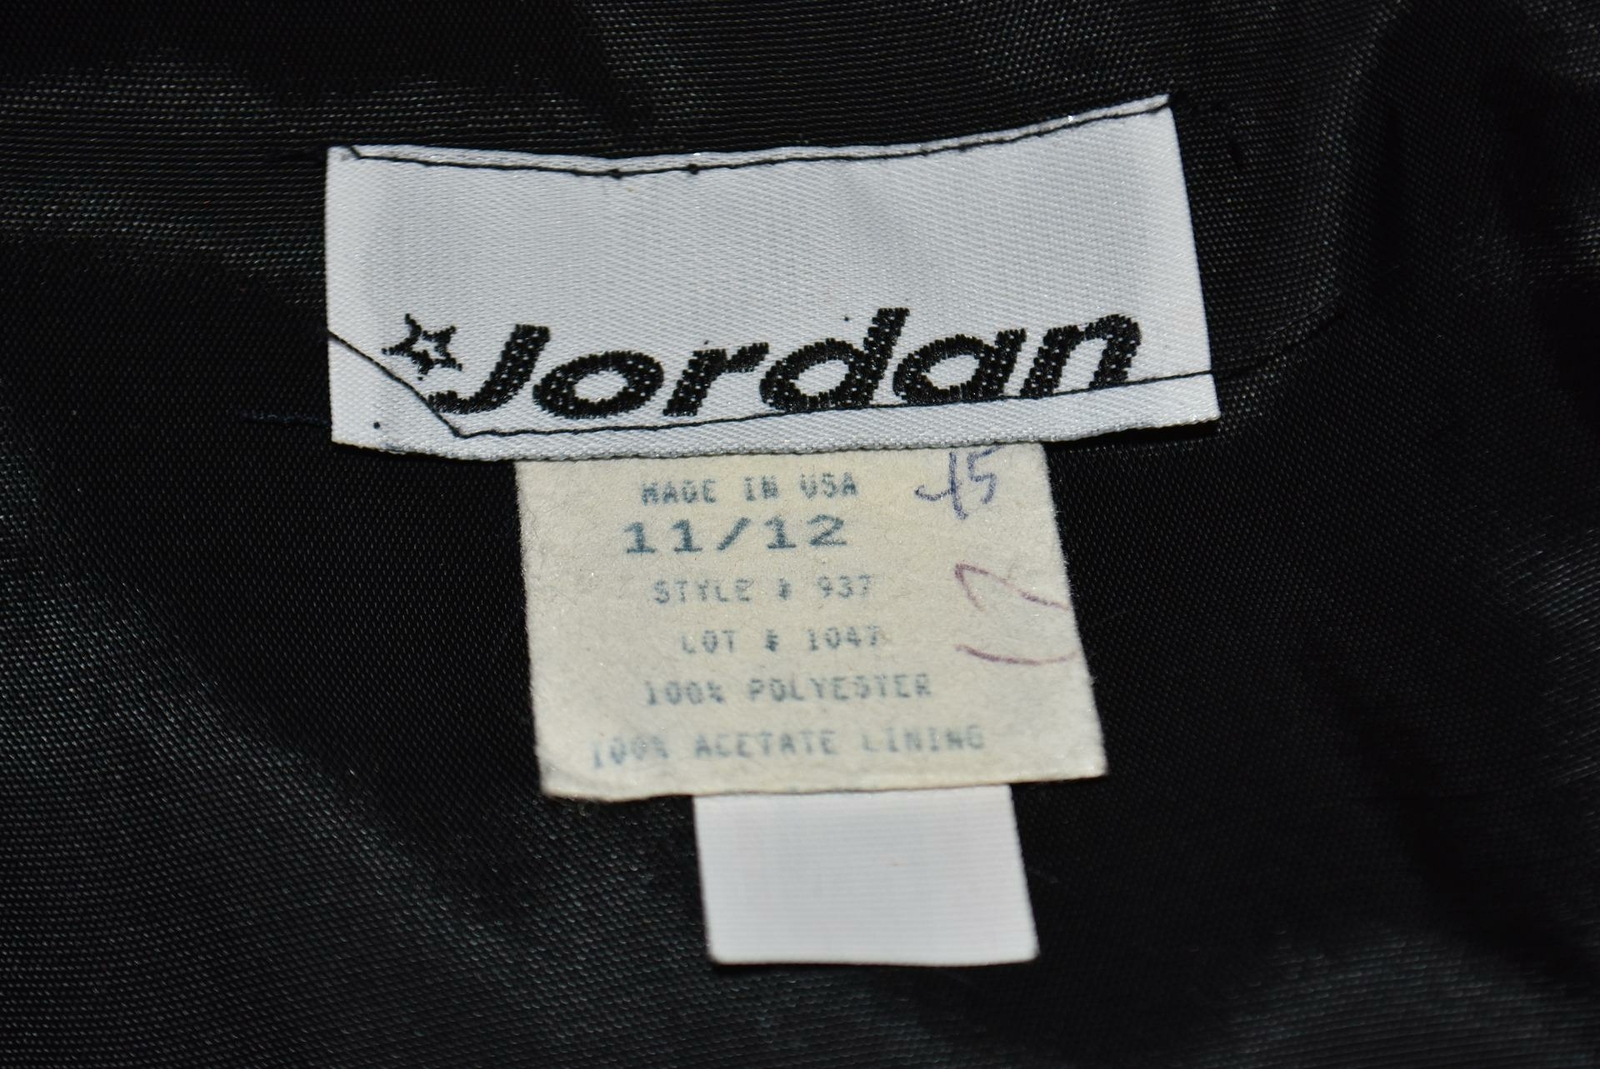 Jordan
MADE IN USA
11/12
STYLE # 937
LOT # 1047
100% POLYESTER
100% ACETATE LINING